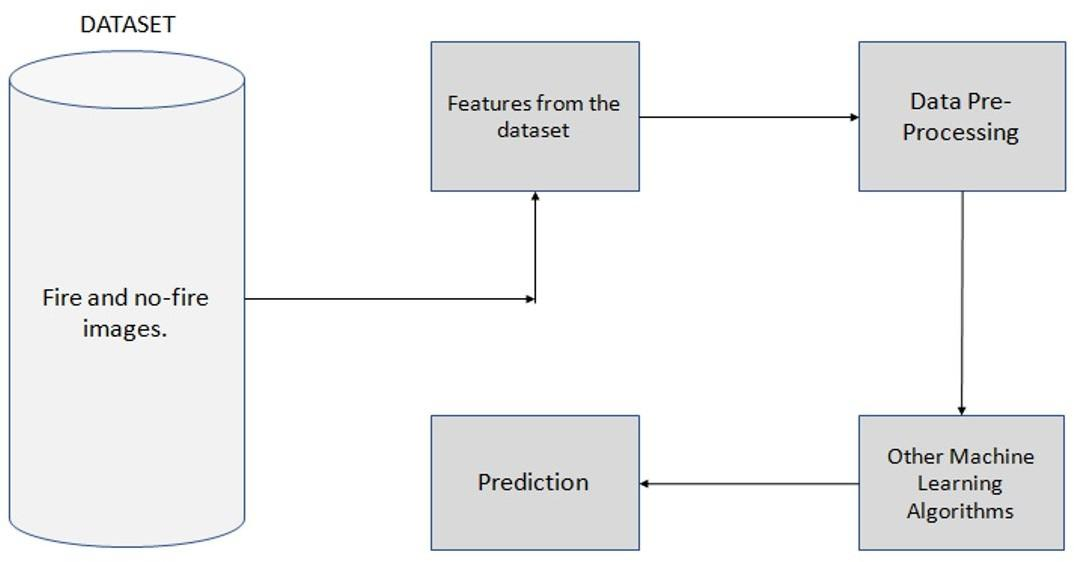 DATASET
Fire and no-fire
images.
Features from the
dataset
Data Pre-
Processing
Other Machine
Learning
Algorithms
Prediction